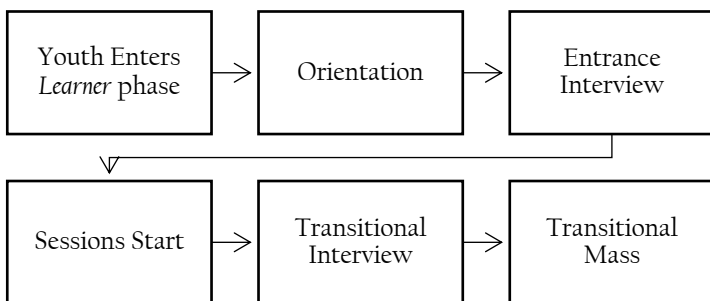 Youth Enters
Learner phase
Orientation
Entrance
Interview
Sessions Start
Transitional
Interview
Transitional
Mass